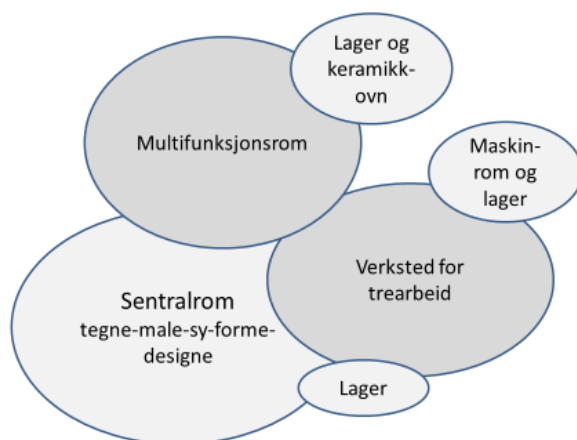 Lager og
keramikk-
ovn
Multifunksjonsrom
Maskin-
rom og
lager
Verksted for
trearbeid
Sentralrom
tegne-male-sy-forme-
designe
Lager